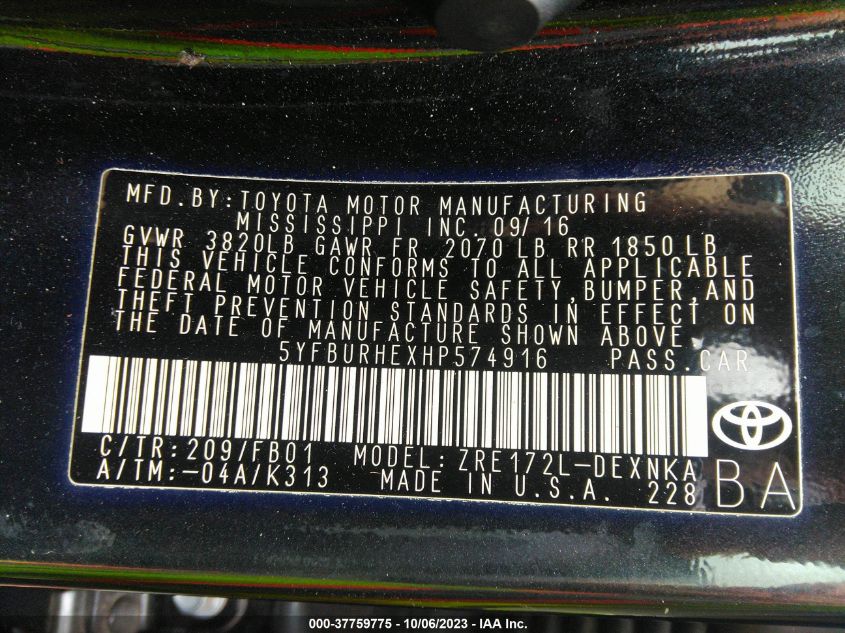 MFD.BY:TOYOTA MOTOR MANUFACTURING
MISSISSIPPI INC. 09/16
GVWR 3820LB GAWR FR. 2070 LB RR 1850 LB
THIS VEHICLE CONFORMS TO ALL APPLICABLE
FEDERAL MOTOR VEHICLE SAFETY,BUMPER,AND
THEFT PREVENTION STANDARDS IN EFFECT ON
THE DATE OF MANUFACTURE SHOWN ABOVE.
5YFBURHEXHP574916 PASS.CAR
C/TR:209/FB01 MODEL:ZRE172L-DEXNKA
A/TM:-04A/K313 MADE IN U.S.A. 228
BA
000-37759775 - 10/06/2023 - IAA Inc.